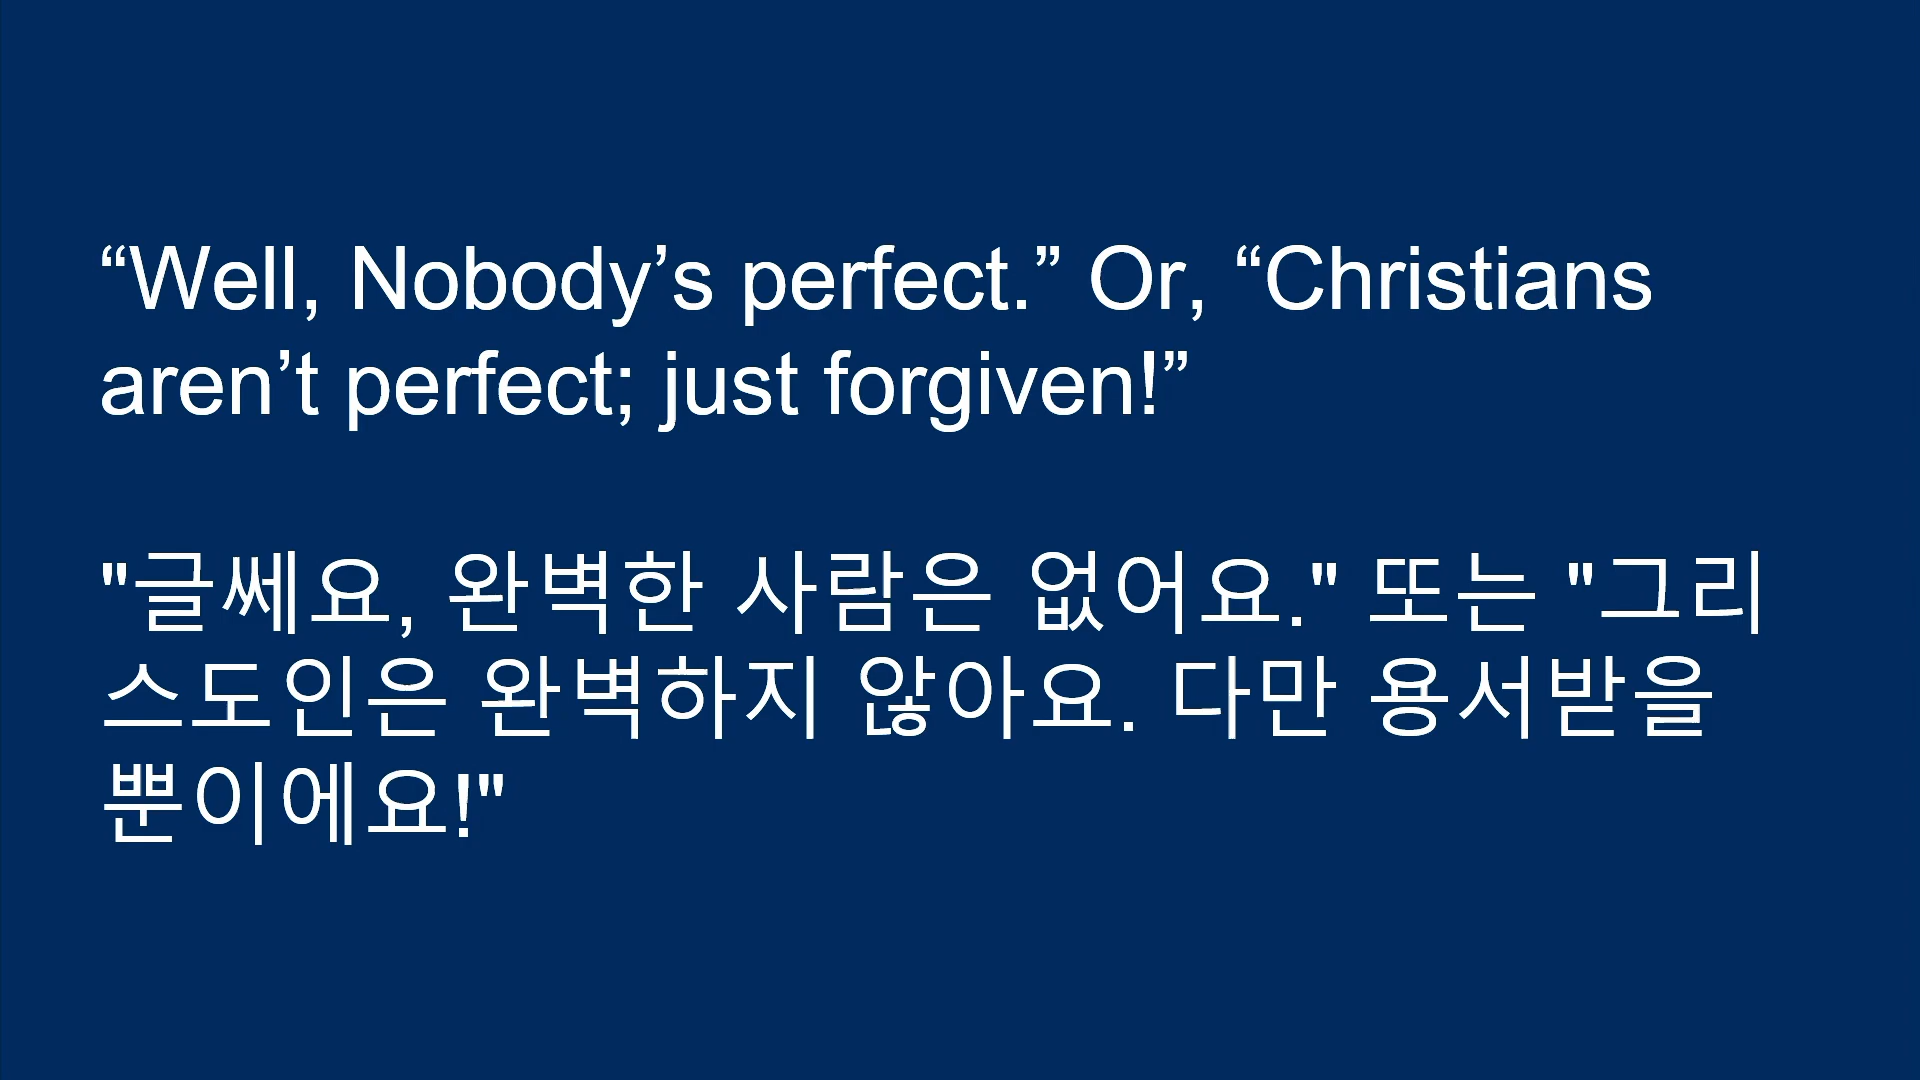 “Well, Nobody’s perfect.” Or, “Christians
aren’t perfect; just forgiven!”
"글쎄요, 완벽한 사람은 없어요." 또는 "그리
스도인은 완벽하지 않아요. 다만 용서받을
뿐이에요!"